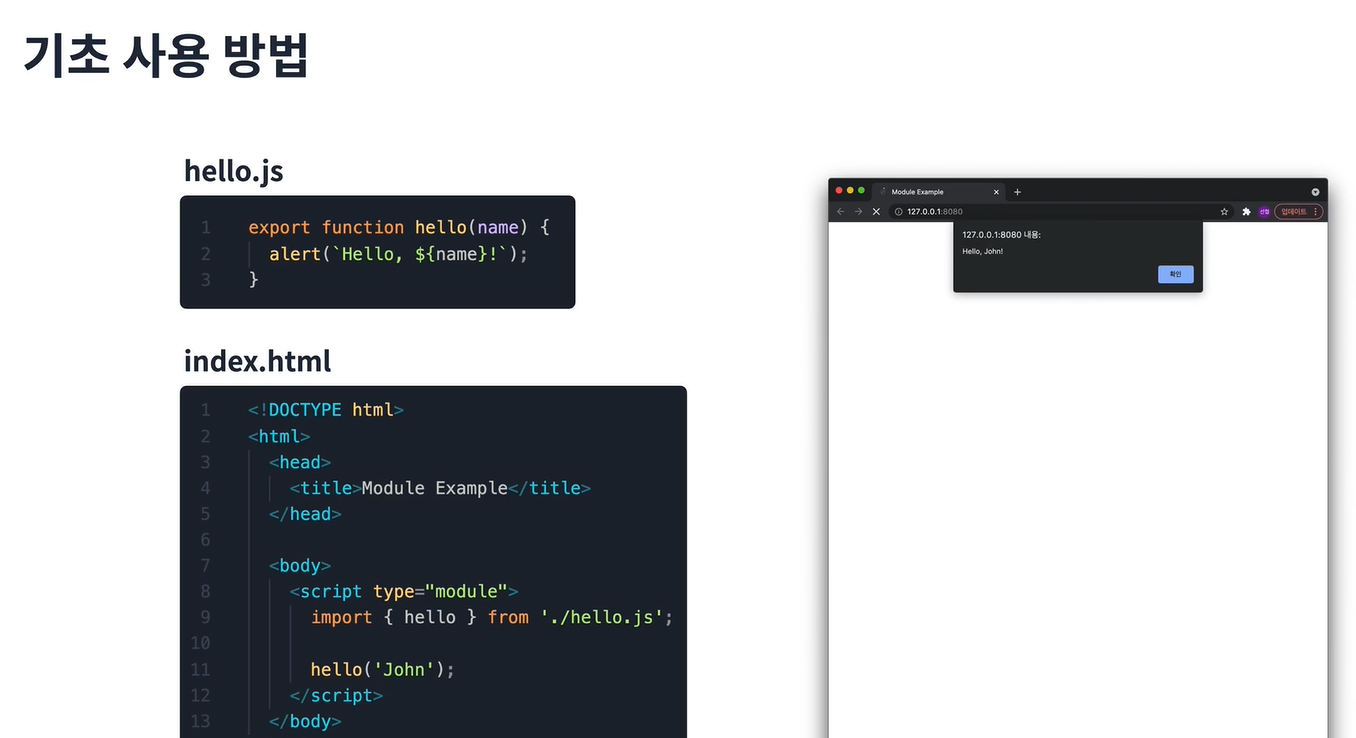 기초 사용 방법
hello.js
1 export function hello(name) {
2 alert(`Hello, ${name}!`);
3 }
index.html
1 <!DOCTYPE html>
2 <html>
3 <head>
4 <title>Module Example</title>
5 </head>
6
7 <body>
8 <script type="module">
9 import { hello } from './hello.js';
10
11 hello('John');
12 </script>
13 </body>
Module Example
127.0.0.1:8080
업데이트
127.0.0.1:8080 내용:
Hello, John!
확인